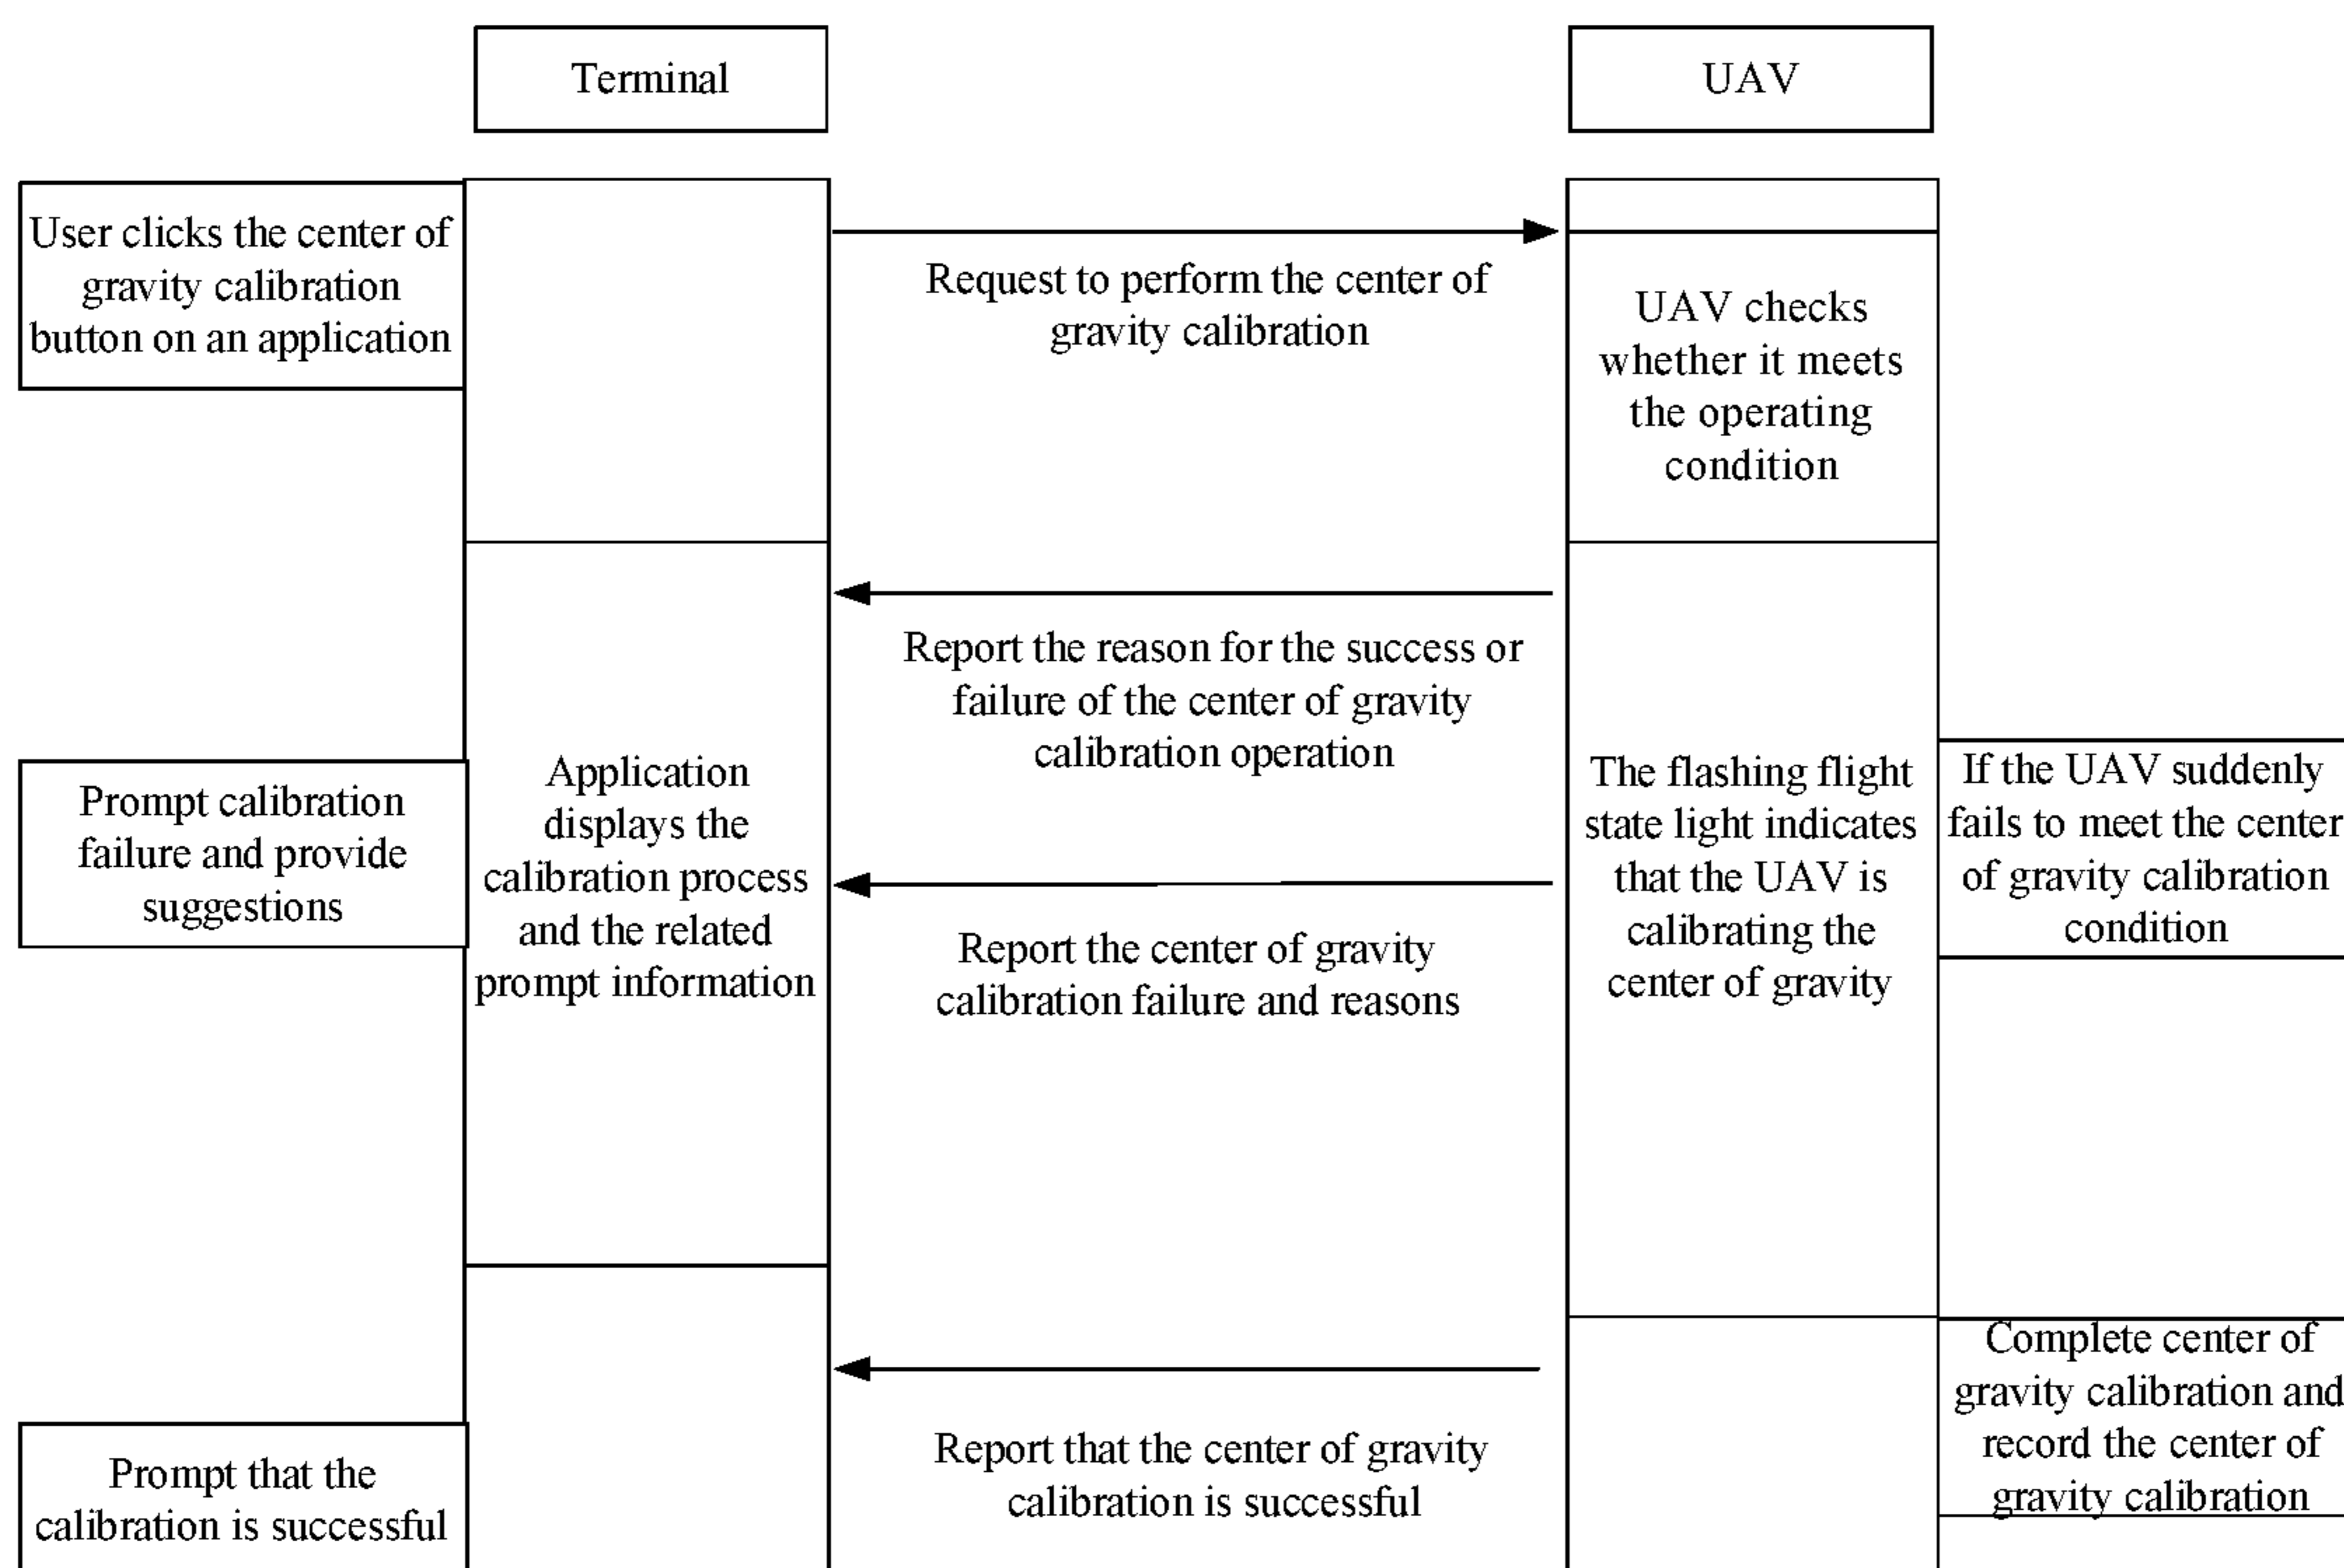 Terminal
UAV
User clicks the center of
gravity calibration
button on an application
Request to perform the center of
gravity calibration
UAV checks
whether it meets
the operating
condition
Report the reason for the success or
failure of the center of gravity
calibration operation
Prompt calibration
failure and provide
suggestions
Application
displays the
calibration process
and the related
prompt information
Report the center of gravity
calibration failure and reasons
The flashing flight
state light indicates
that the UAV is
calibrating the
center of gravity
If the UAV suddenly
fails to meet the center
of gravity calibration
condition
Prompt that the
calibration is successful
Report that the center of gravity
calibration is successful
Complete center of
gravity calibration and
record the center of
gravity calibration